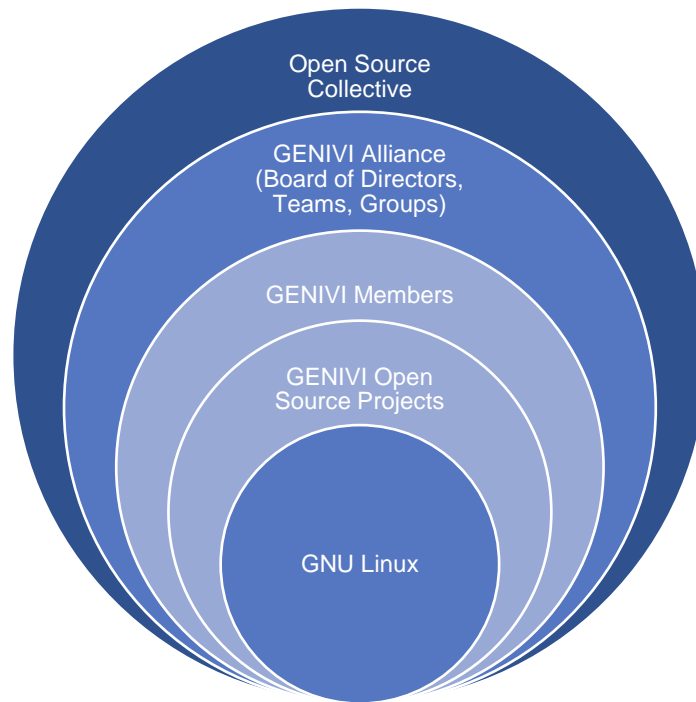 Open Source
Collective
GENIVI Alliance
(Board of Directors,
Teams, Groups)
GENIVI Members
GENIVI Open
Source Projects
GNU Linux